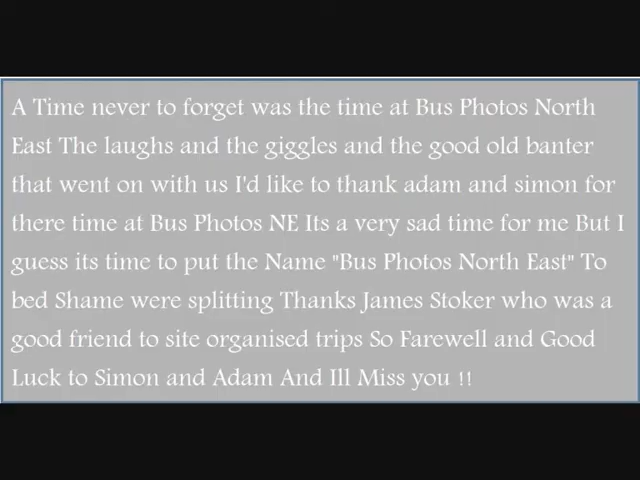 A Time never to forget was the time at Bus Photos North
East The laughs and the giggles and the good old banter
that went on with us I'd like to thank adam and simon for
there time at Bus Photos NE Its a very sad time for me But I
guess its time to put the Name "Bus Photos North East" To
bed Shame were splitting Thanks James Stoker who was a
good friend to site organised trips So Farewell and Good
Luck to Simon and Adam And Ill Miss you !!